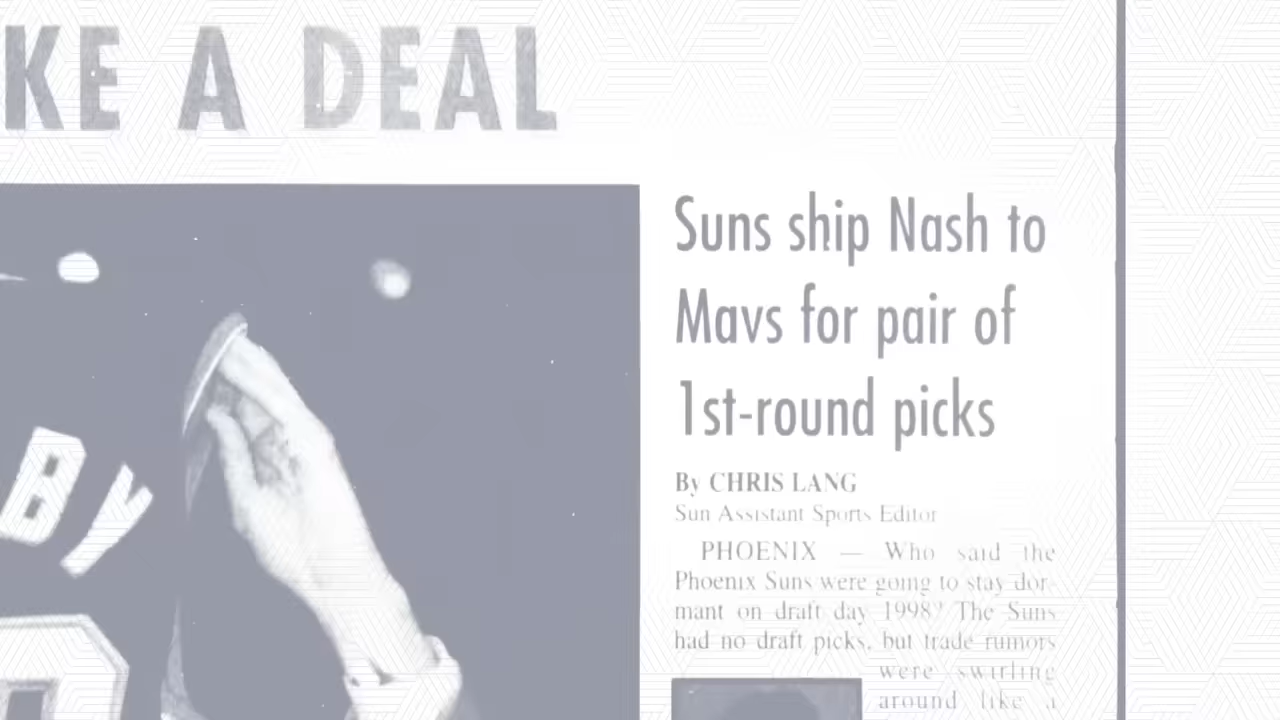 KE A DEAL
BY
Suns ship Nash to
Mavs for pair of
1st-round picks
By CHRIS LANG
Sun Assistant Sports Editor
PHOENIX — Who said the
Phoenix Suns were going to stay dor-
mant on draft day 1998? The Suns
had no draft picks, but trade rumors
were swirling
around like a